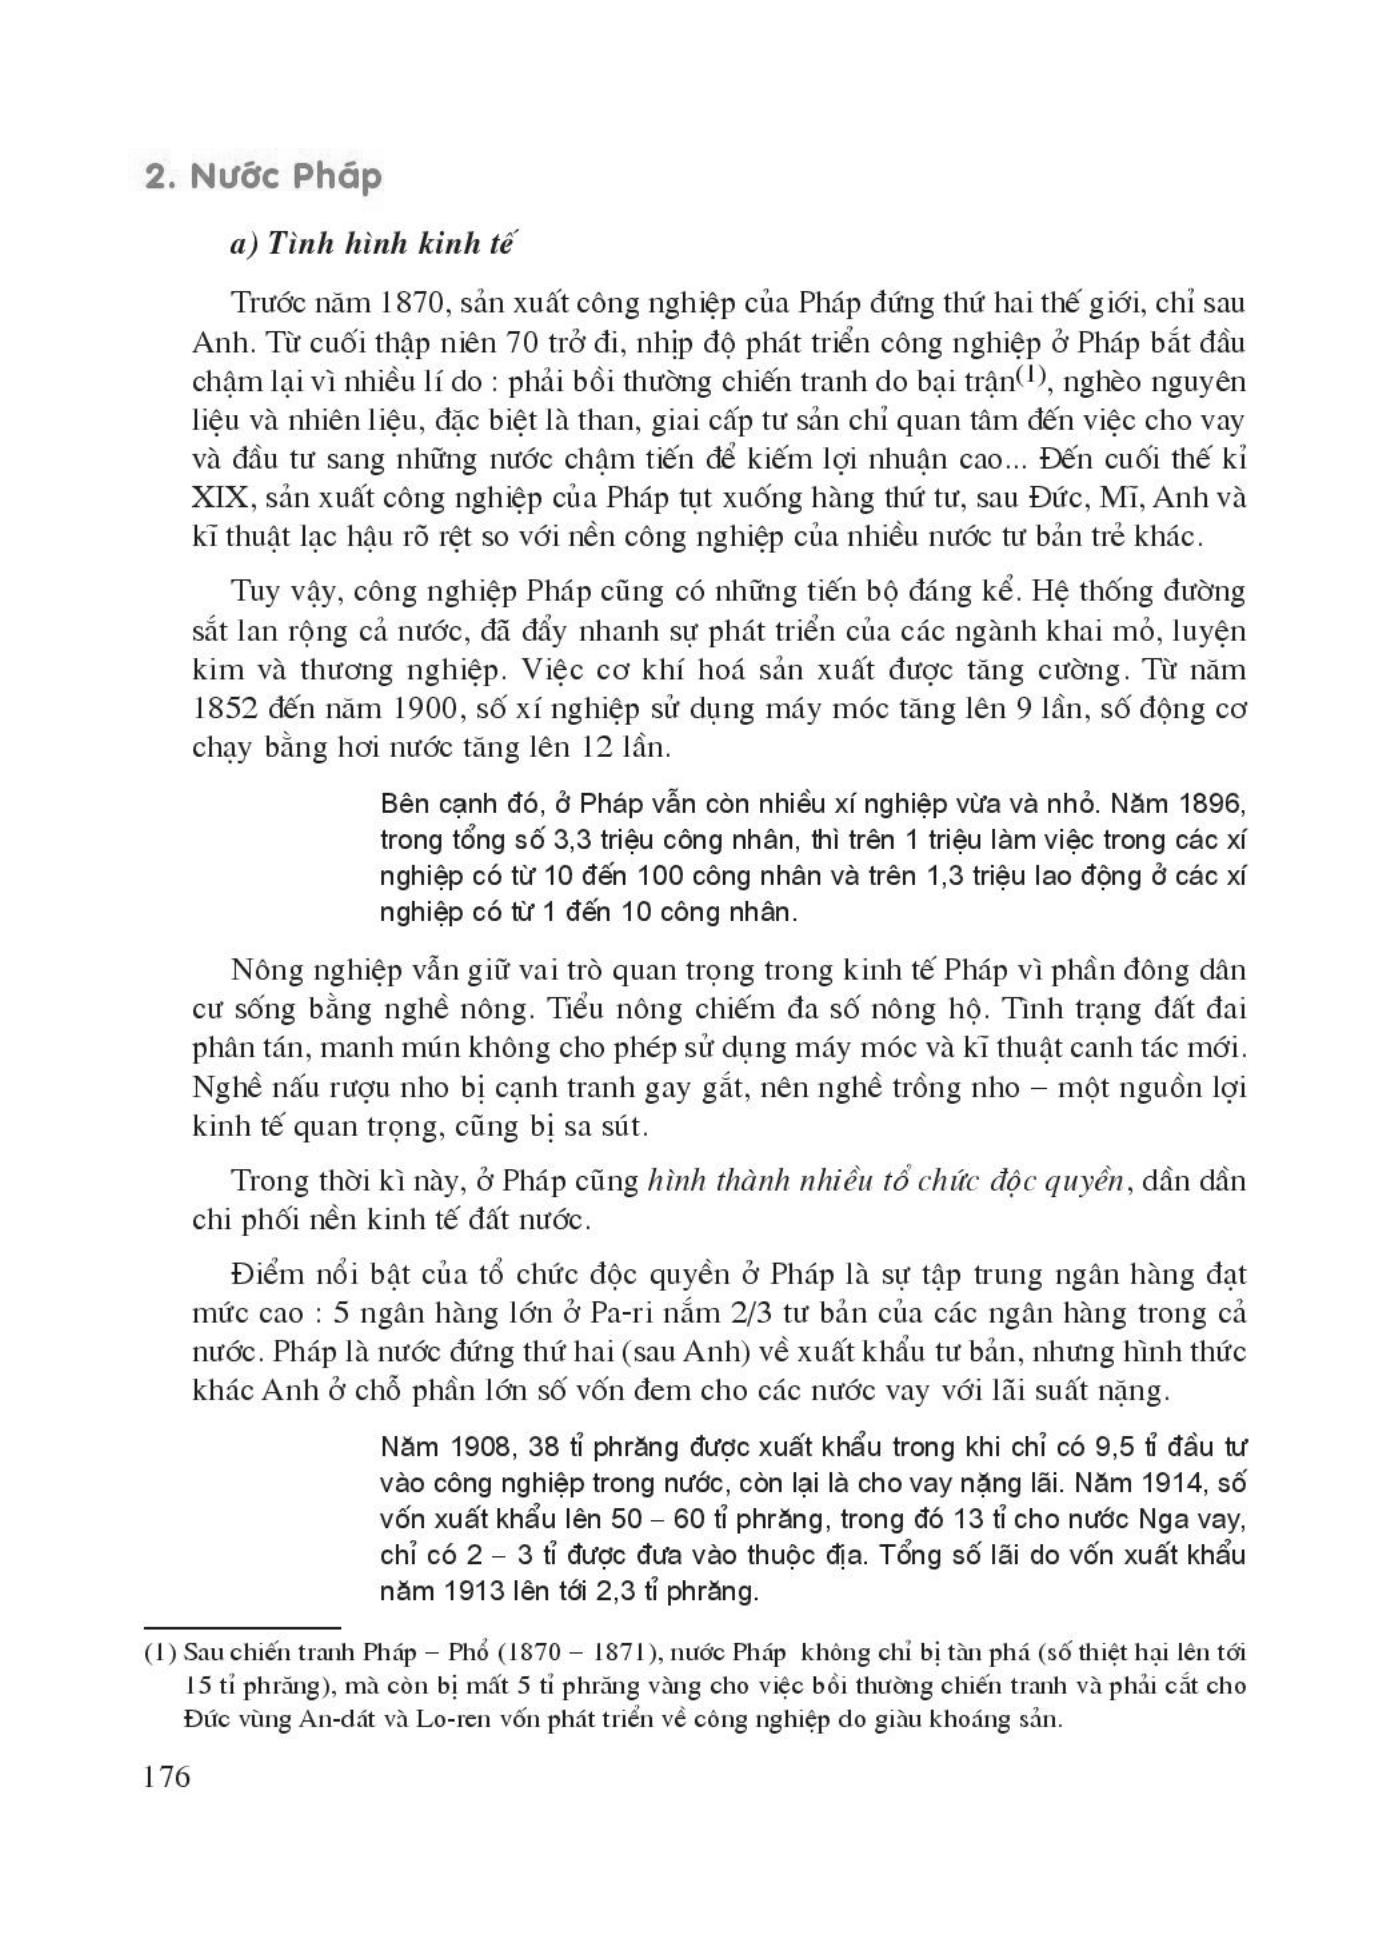 2. Nước Pháp
a) Tình hình kinh tế
Trước năm 1870, sản xuất công nghiệp của Pháp đứng thứ hai thế giới, chỉ sau
Anh. Từ cuối thập niên 70 trở đi, nhịp độ phát triển công nghiệp ở Pháp bắt đầu
chậm lại vì nhiều lí do : phải bồi thường chiến tranh do bại trận(1), nghèo nguyên
liệu và nhiên liệu, đặc biệt là than, giai cấp tư sản chỉ quan tâm đến việc cho vay
và đầu tư sang những nước chậm tiến để kiếm lợi nhuận cao... Đến cuối thế kỉ
XIX, sản xuất công nghiệp của Pháp tụt xuống hàng thứ tư, sau Đức, Mĩ, Anh và
kĩ thuật lạc hậu rõ rệt so với nền công nghiệp của nhiều nước tư bản trẻ khác.
Tuy vậy, công nghiệp Pháp cũng có những tiến bộ đáng kể. Hệ thống đường
sắt lan rộng cả nước, đã đẩy nhanh sự phát triển của các ngành khai mỏ, luyện
kim và thương nghiệp. Việc cơ khí hoá sản xuất được tăng cường. Từ năm
1852 đến năm 1900, số xí nghiệp sử dụng máy móc tăng lên 9 lần, số động cơ
chạy bằng hơi nước tăng lên 12 lần.
Bên cạnh đó, ở Pháp vẫn còn nhiều xí nghiệp vừa và nhỏ. Năm 1896,
trong tổng số 3,3 triệu công nhân, thì trên 1 triệu làm việc trong các xí
nghiệp có từ 10 đến 100 công nhân và trên 1,3 triệu lao động ở các xí
nghiệp có từ 1 đến 10 công nhân.
Nông nghiệp vẫn giữ vai trò quan trọng trong kinh tế Pháp vì phần đông dân
cư sống bằng nghề nông. Tiểu nông chiếm đa số nông hộ. Tình trạng đất đai
phân tán, manh mún không cho phép sử dụng máy móc và kĩ thuật canh tác mới.
Nghề nấu rượu nho bị cạnh tranh gay gắt, nên nghề trồng nho – một nguồn lợi
kinh tế quan trọng, cũng bị sa sút.
Trong thời kì này, ở Pháp cũng hình thành nhiều tổ chức độc quyền, dần dần
chi phối nền kinh tế đất nước.
Điểm nổi bật của tổ chức độc quyền ở Pháp là sự tập trung ngân hàng đạt
mức cao : 5 ngân hàng lớn ở Pa-ri nắm 2/3 tư bản của các ngân hàng trong cả
nước. Pháp là nước đứng thứ hai (sau Anh) về xuất khẩu tư bản, nhưng hình thức
khác Anh ở chỗ phần lớn số vốn đem cho các nước vay với lãi suất nặng.
Năm 1908, 38 tỉ phrăng được xuất khẩu trong khi chỉ có 9,5 tỉ đầu tư
vào công nghiệp trong nước, còn lại là cho vay nặng lãi. Năm 1914, số
vốn xuất khẩu lên 50 – 60 tỉ phrăng, trong đó 13 tỉ cho nước Nga vay,
chỉ có 2 – 3 tỉ được đưa vào thuộc địa. Tổng số lãi do vốn xuất khẩu
năm 1913 lên tới 2,3 tỉ phrăng.
(1) Sau chiến tranh Pháp – Phổ (1870 – 1871), nước Pháp không chỉ bị tàn phá (số thiệt hại lên tới
15 tỉ phrăng), mà còn bị mất 5 tỉ phrăng vàng cho việc bồi thường chiến tranh và phải cắt cho
Đức vùng An-dát và Lo-ren vốn phát triển về công nghiệp do giàu khoáng sản.
176